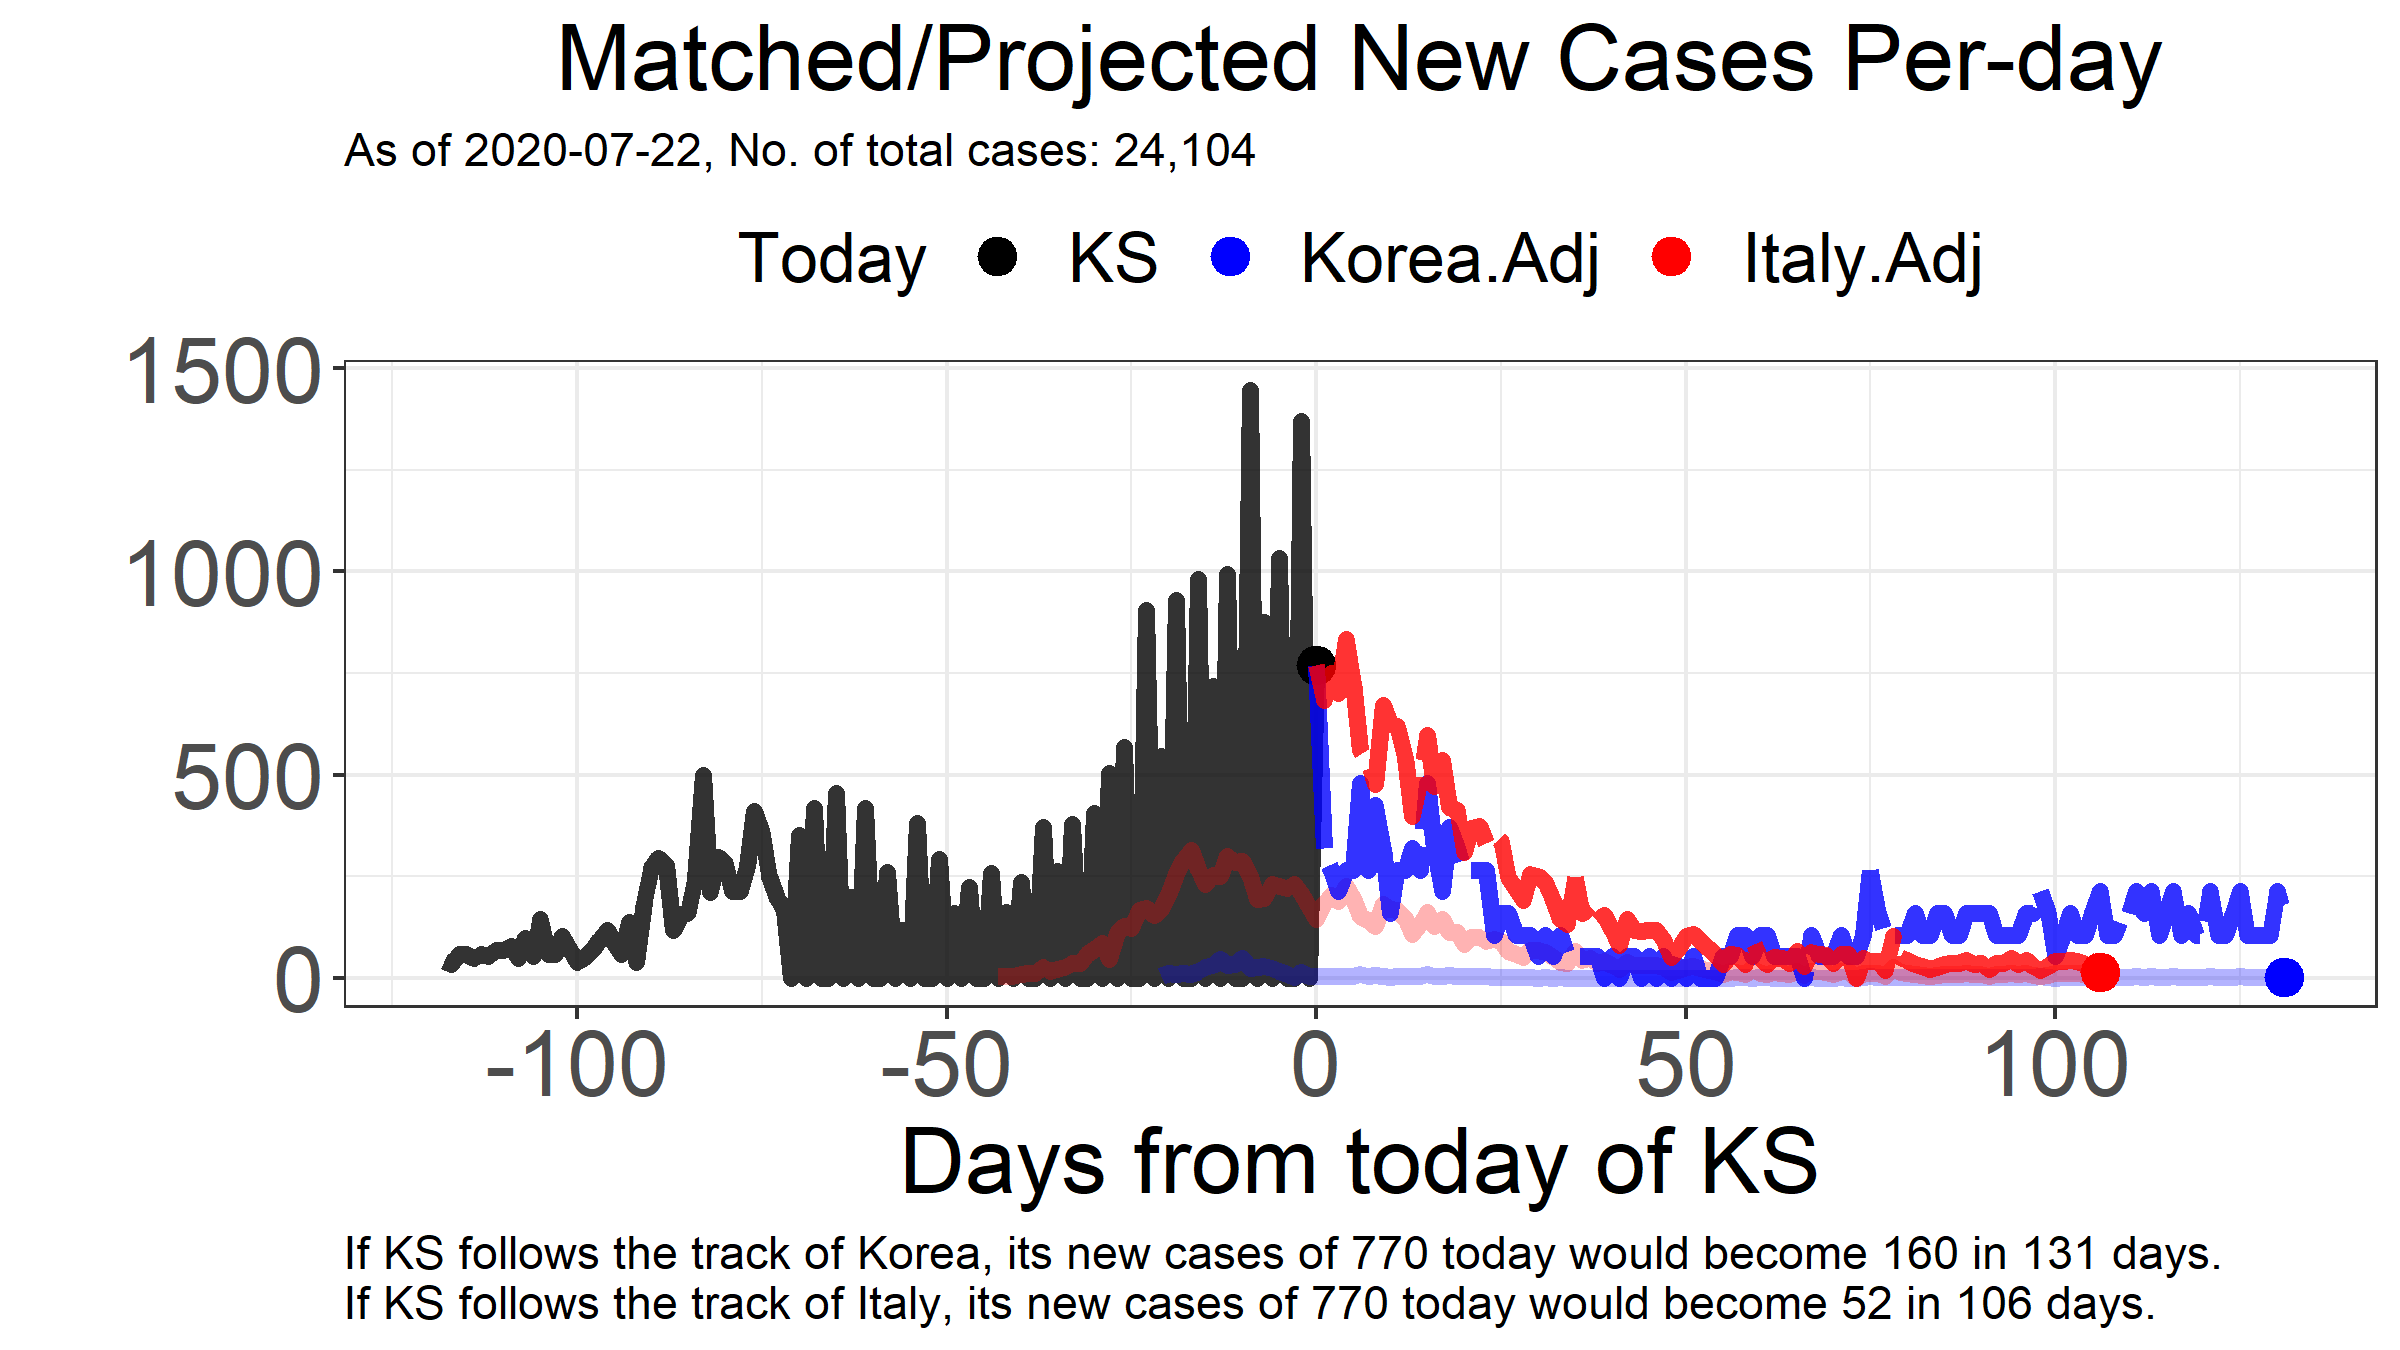 Matched/Projected New Cases Per-day
As of 2020-07-22, No. of total cases: 24,104
Today KS Korea.Adj Italy.Adj
1500
1000
500
0
-100 -50 0 50 100
Days from today of KS
If KS follows the track of Korea, its new cases of 770 today would become 160 in 131 days.
If KS follows the track of Italy, its new cases of 770 today would become 52 in 106 days.